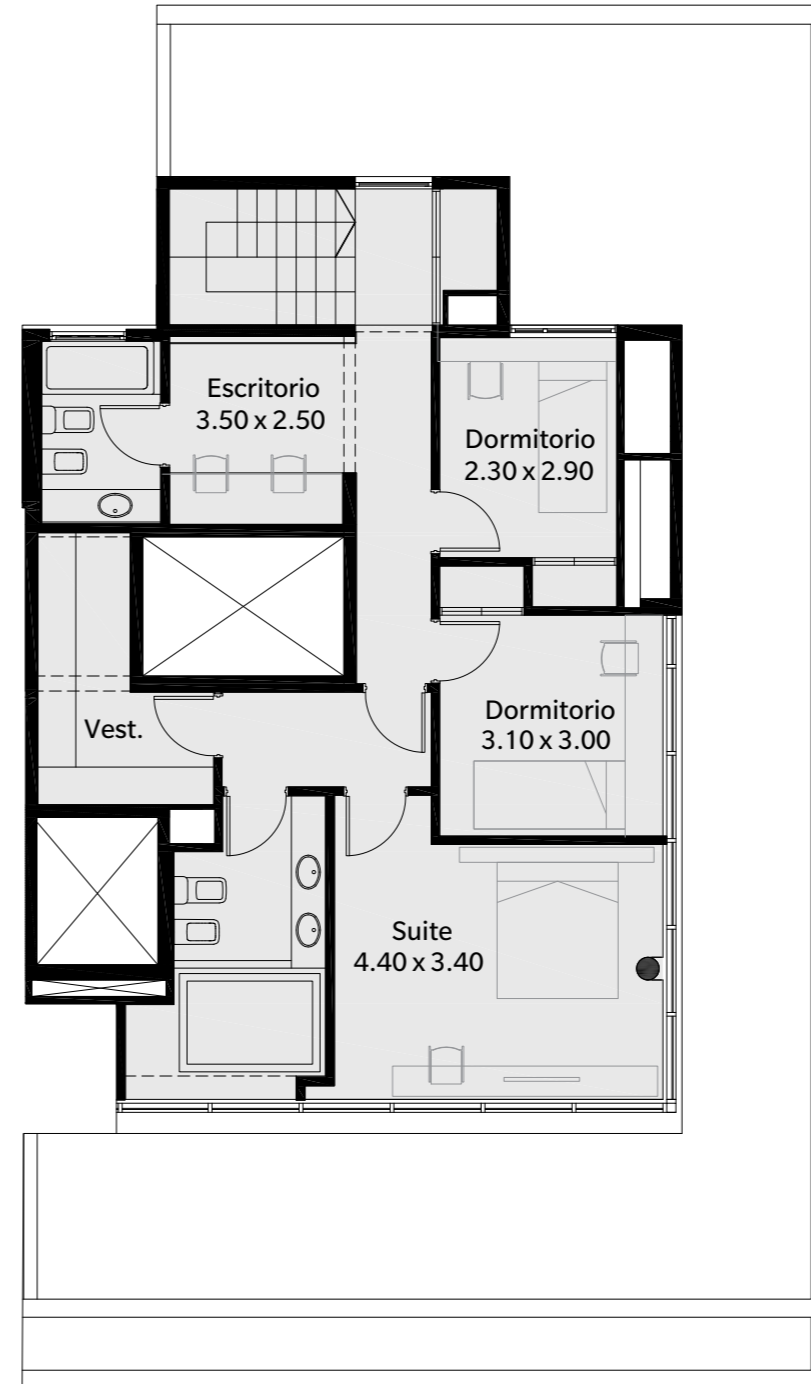 Escritorio
3.50 x 2.50
Dormitorio
2.30 x 2.90
Dormitorio
3.10 x 3.00
Vest.
Suite
4.40 x 3.40